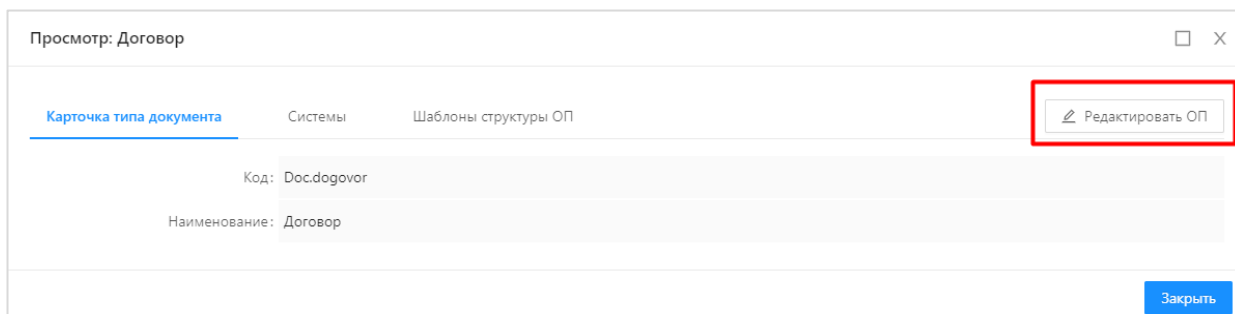 Просмотр: Договор
Карточка типа документа Системы Шаблоны структуры ОП Редактировать ОП
Код: Doc.dogovor
Наименование: Договор
Закрыть